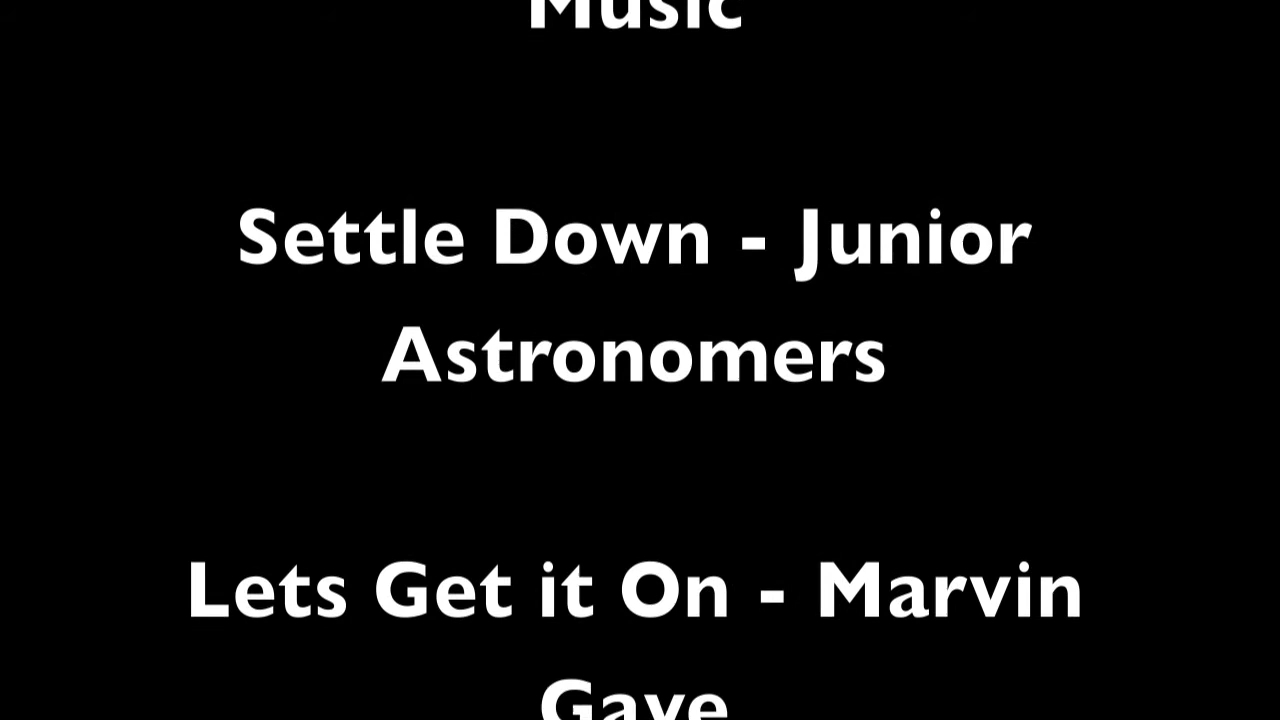 Music
Settle Down - Junior
Astronomers
Lets Get it On - Marvin
Gaye